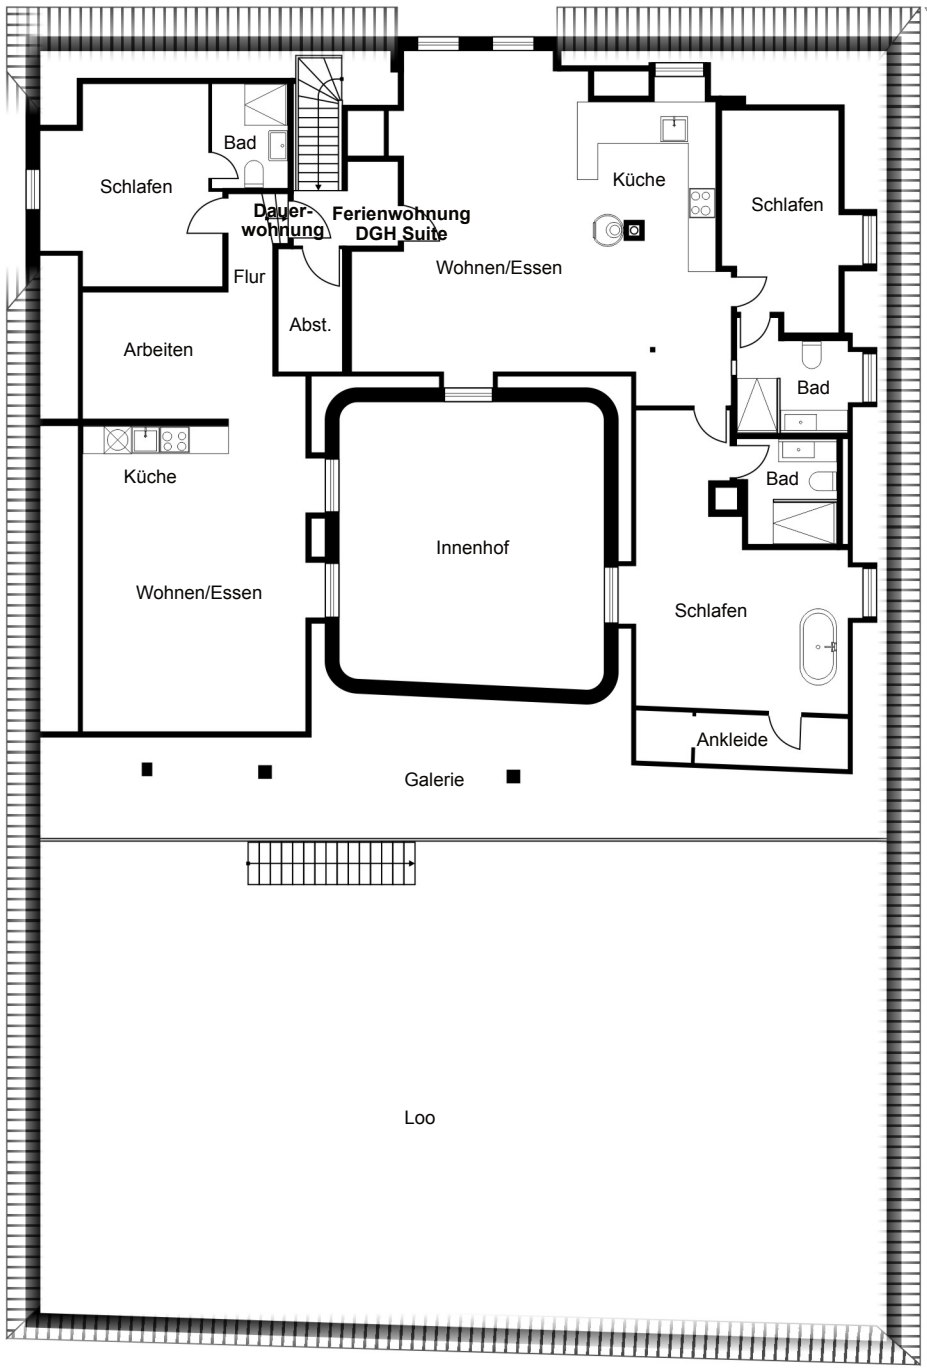 Bad
Schlafen
Küche
Schlafen
Dauer-
wohnung
Ferienwohnung
DGH Suite
Wohnen/Essen
Flur
Abst.
Arbeiten
Bad
Küche
Bad
Innenhof
Wohnen/Essen
Schlafen
Ankleide
Galerie
Loo